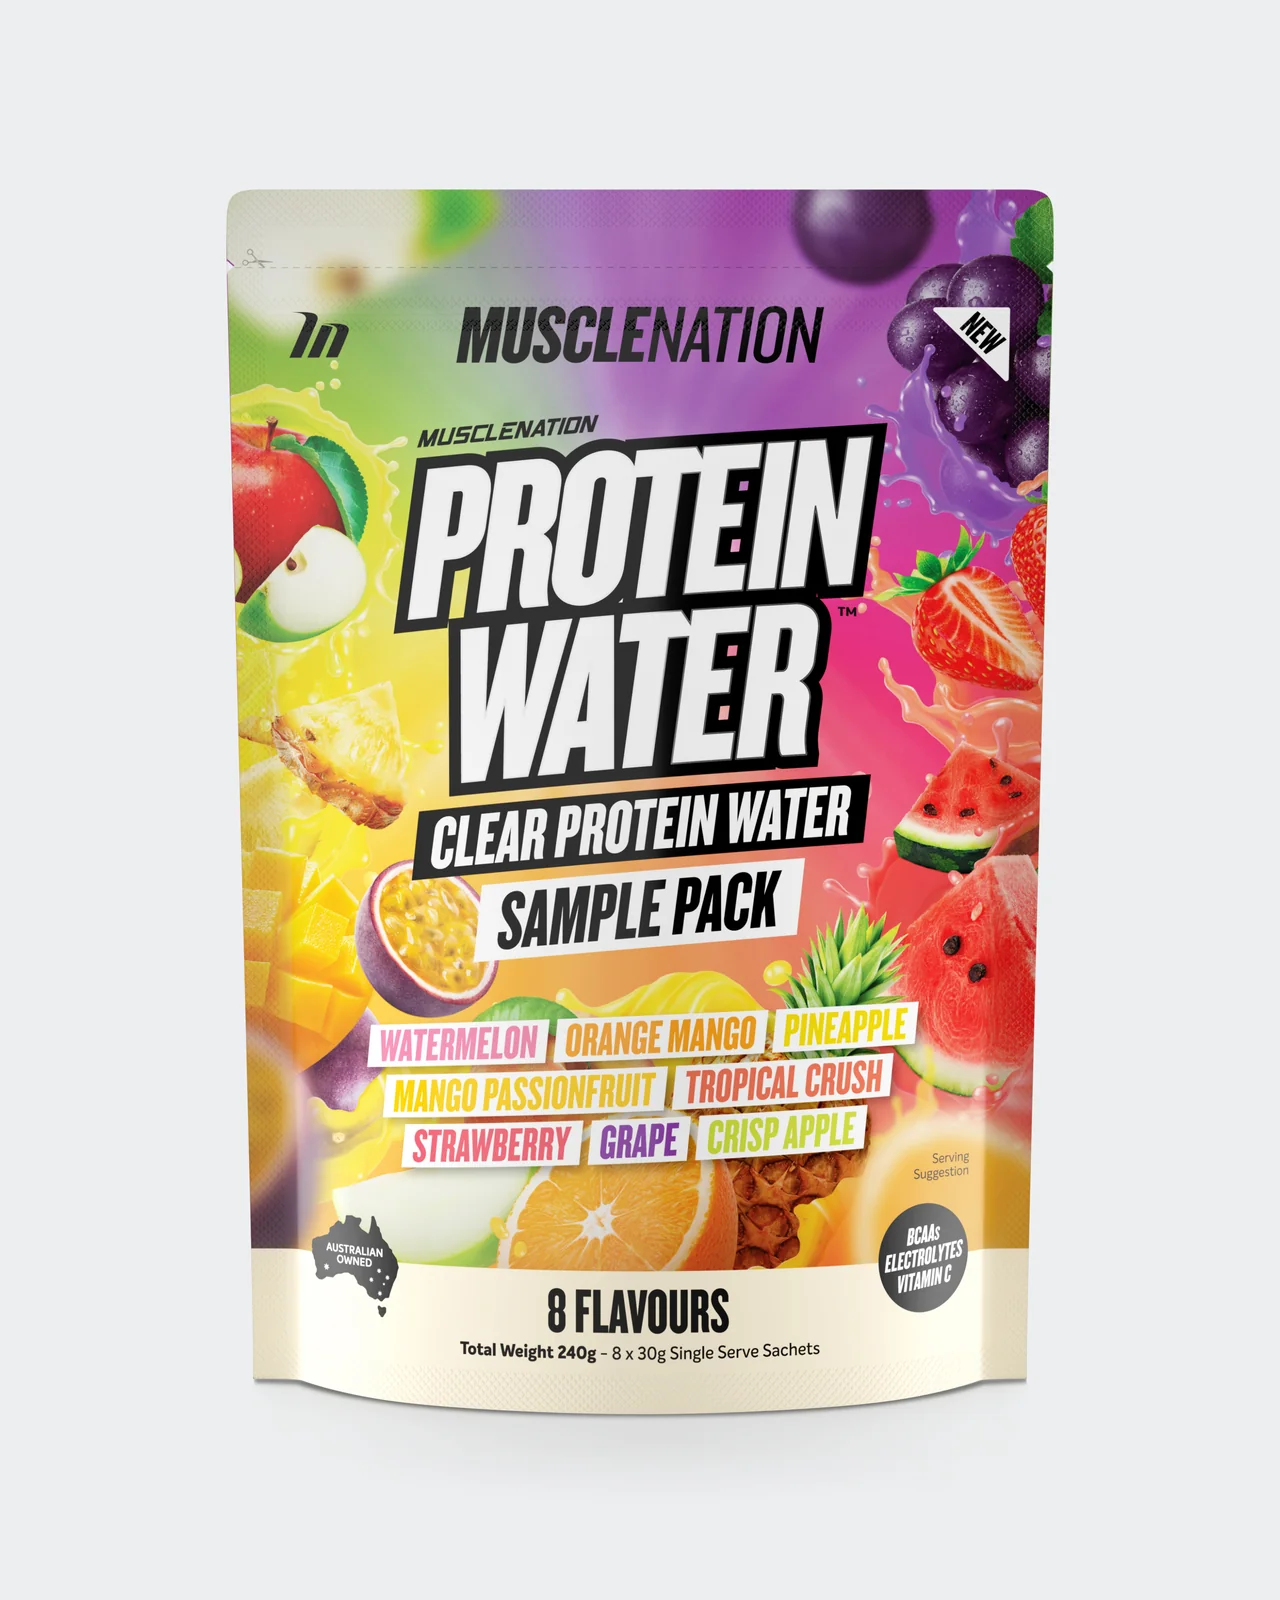 MUSCLENATION
NEW
MUSCLENATION
PROTEIN
WATER™
CLEAR PROTEIN WATER
SAMPLE PACK
WATERMELON ORANGE MANGO PINEAPPLE
MANGO PASSIONFRUIT TROPICAL CRUSH
STRAWBERRY GRAPE CRISP APPLE
Serving
Suggestion
AUSTRALIAN
OWNED
BCAAs
ELECTROLYTES
VITAMIN C
8 FLAVOURS
Total Weight 240g – 8 x 30g Single Serve Sachets